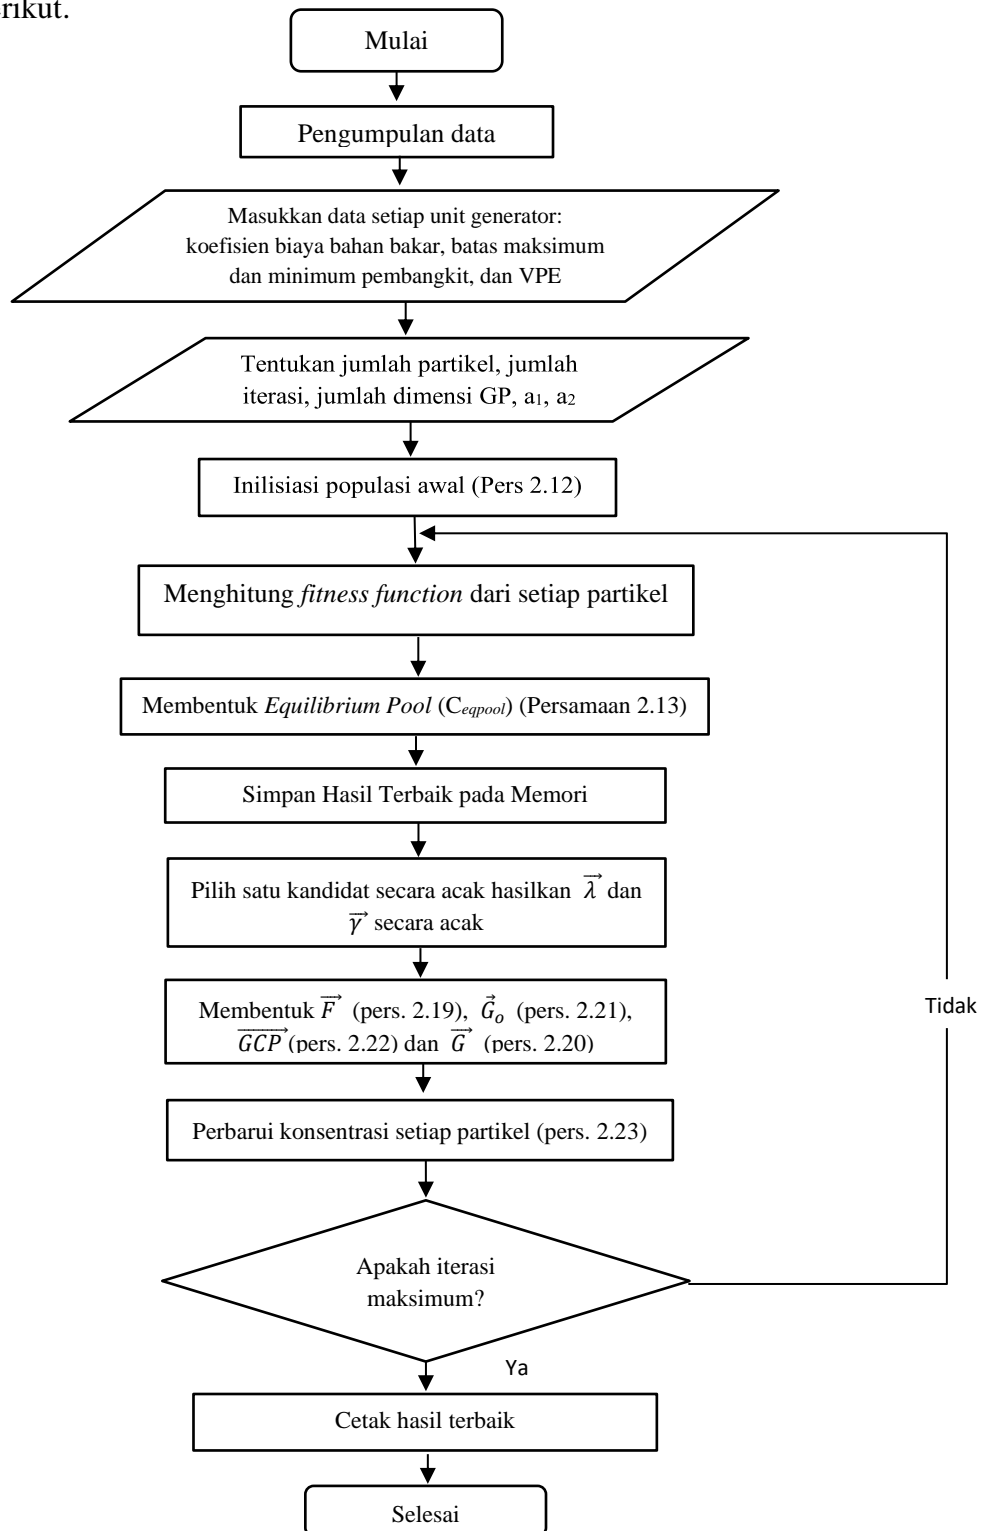 erikut.
Mulai
Pengumpulan data
Masukkan data setiap unit generator:
koefisien biaya bahan bakar, batas maksimum
dan minimum pembangkit, dan VPE
Tentukan jumlah partikel, jumlah
iterasi, jumlah dimensi GP, a₁, a₂
Inilisiasi populasi awal (Pers 2.12)
Menghitung fitness function dari setiap partikel
Membentuk Equilibrium Pool (Ceqpool) (Persamaan 2.13)
Simpan Hasil Terbaik pada Memori
Pilih satu kandidat secara acak hasilkan λ⃗ dan
γ⃗ secara acak
Membentuk F⃗ (pers. 2.19), G⃗ₒ (pers. 2.21),
GCP⃗ (pers. 2.22) dan G⃗ (pers. 2.20)
Tidak
Perbarui konsentrasi setiap partikel (pers. 2.23)
Apakah iterasi
maksimum?
Ya
Cetak hasil terbaik
Selesai